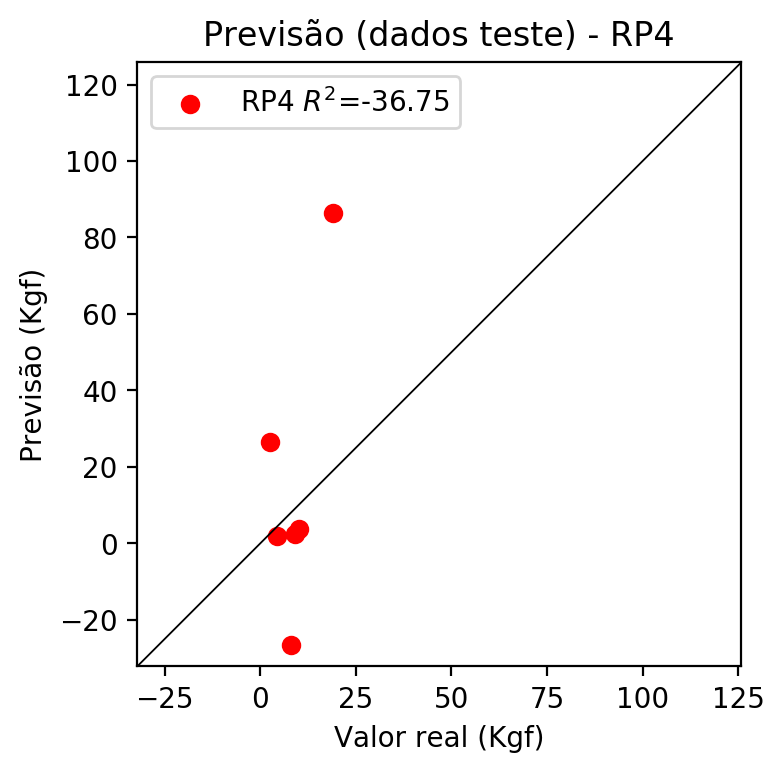 Previsão (dados teste) - RP4
RP4 R²=-36.75
Previsão (Kgf)
120
100
80
60
40
20
0
−20
−25 0 25 50 75 100 125
Valor real (Kgf)